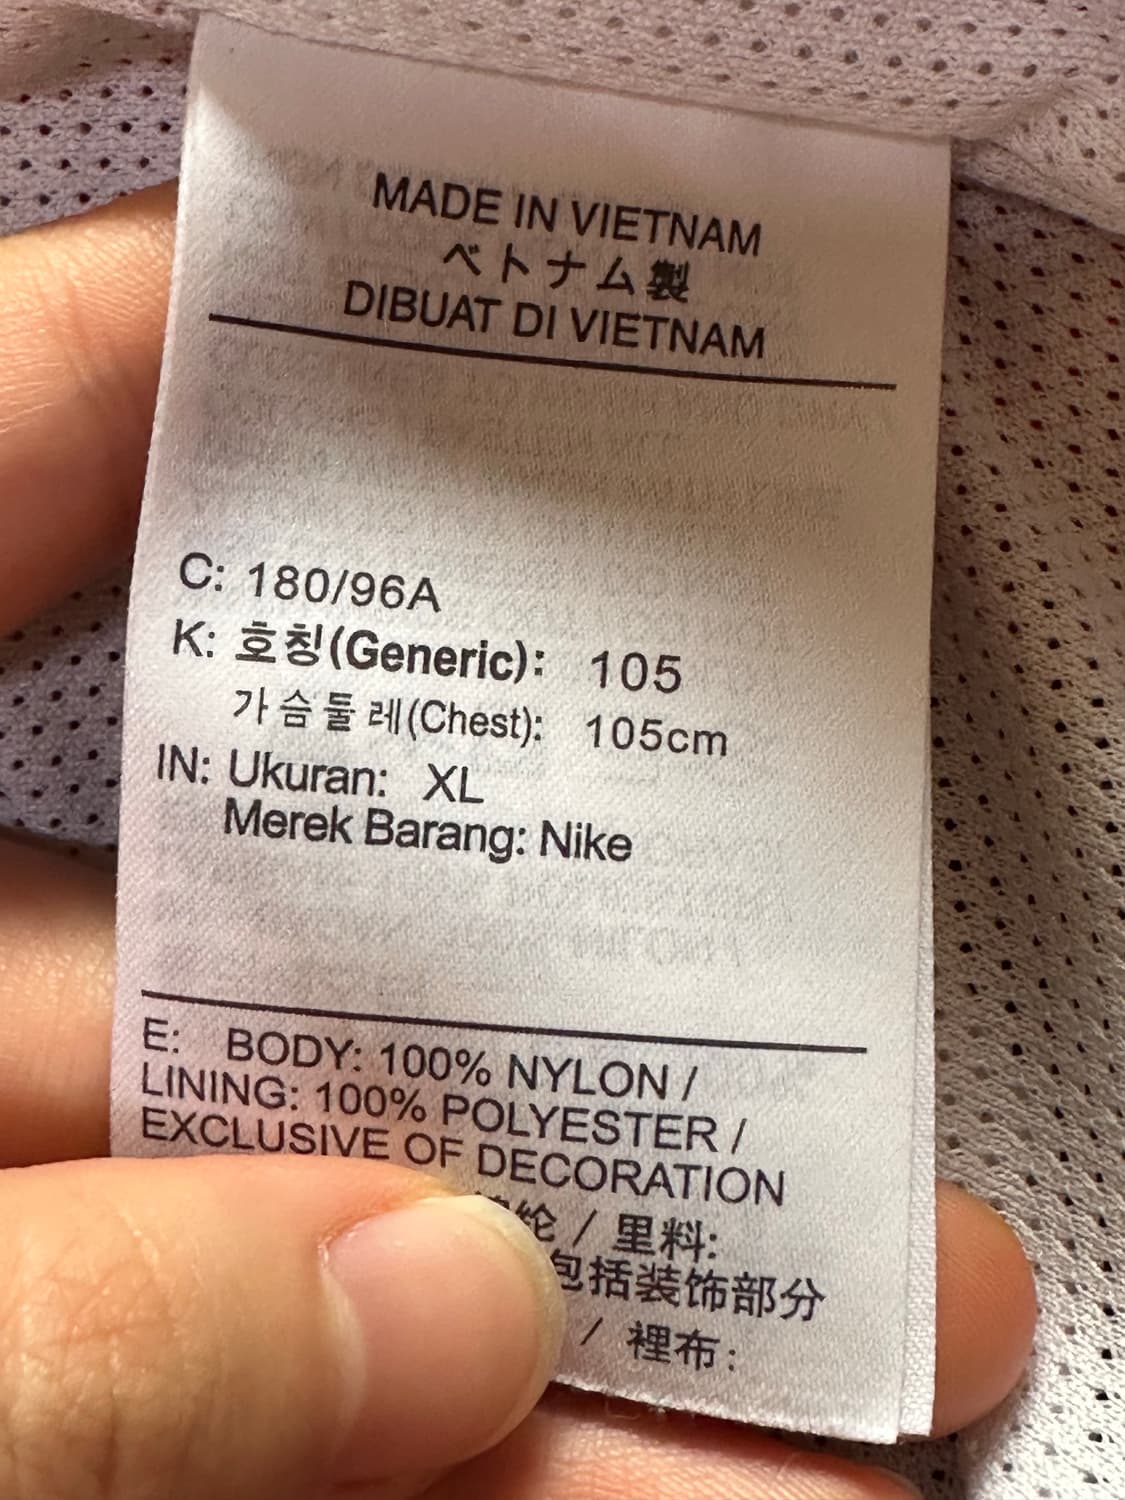 MADE IN VIETNAM
ベトナム製
DIBUAT DI VIETNAM
C: 180/96A
K: 호칭(Generic): 105
가슴둘레(Chest): 105cm
IN: Ukuran: XL
Merek Barang: Nike
E: BODY: 100% NYLON /
LINING: 100% POLYESTER /
EXCLUSIVE OF DECORATION
纶 / 里料:
包括装饰部分
/ 裡布: